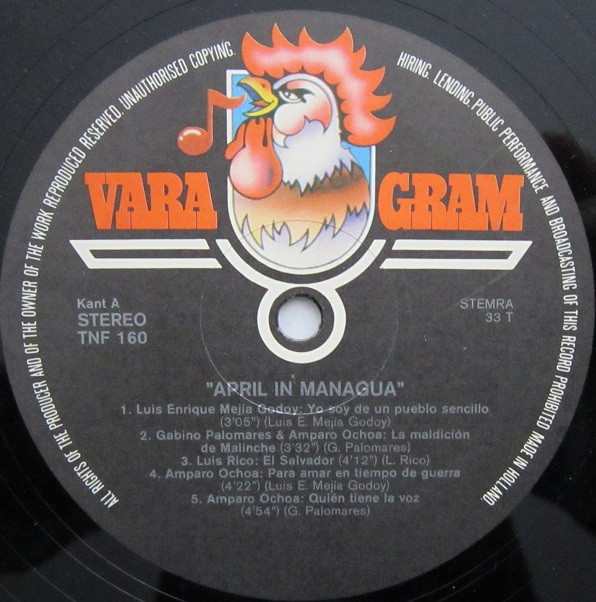 ALL RIGHTS OF THE PRODUCER AND OF THE OWNER OF THE WORK REPRODUCED RESERVED. UNAUTHORISED COPYING. HIRING. LENDING. PUBLIC PERFORMANCE AND BROADCASTING OF THIS RECORD PROHIBITED MADE IN HOLLAND.
VARA GRAM
Kant A
STEREO
TNF 160
STEMRA
33 T
"APRIL IN MANAGUA"
1. Luis Enrique Mejía Godoy: Yo soy de un pueblo sencillo
(3'05") (Luis E. Mejía Godoy)
2. Gabino Palomares & Amparo Ochoa: La maldición
de Malinche (3'32") (G. Palomares)
3. Luis Rico: El Salvador (4'12") (L. Rico)
4. Amparo Ochoa: Para amar en tiempo de guerra
(4'22") (Luis E. Mejía Godoy)
5. Amparo Ochoa: Quién tiene la voz
(4'54") (G. Palomares)